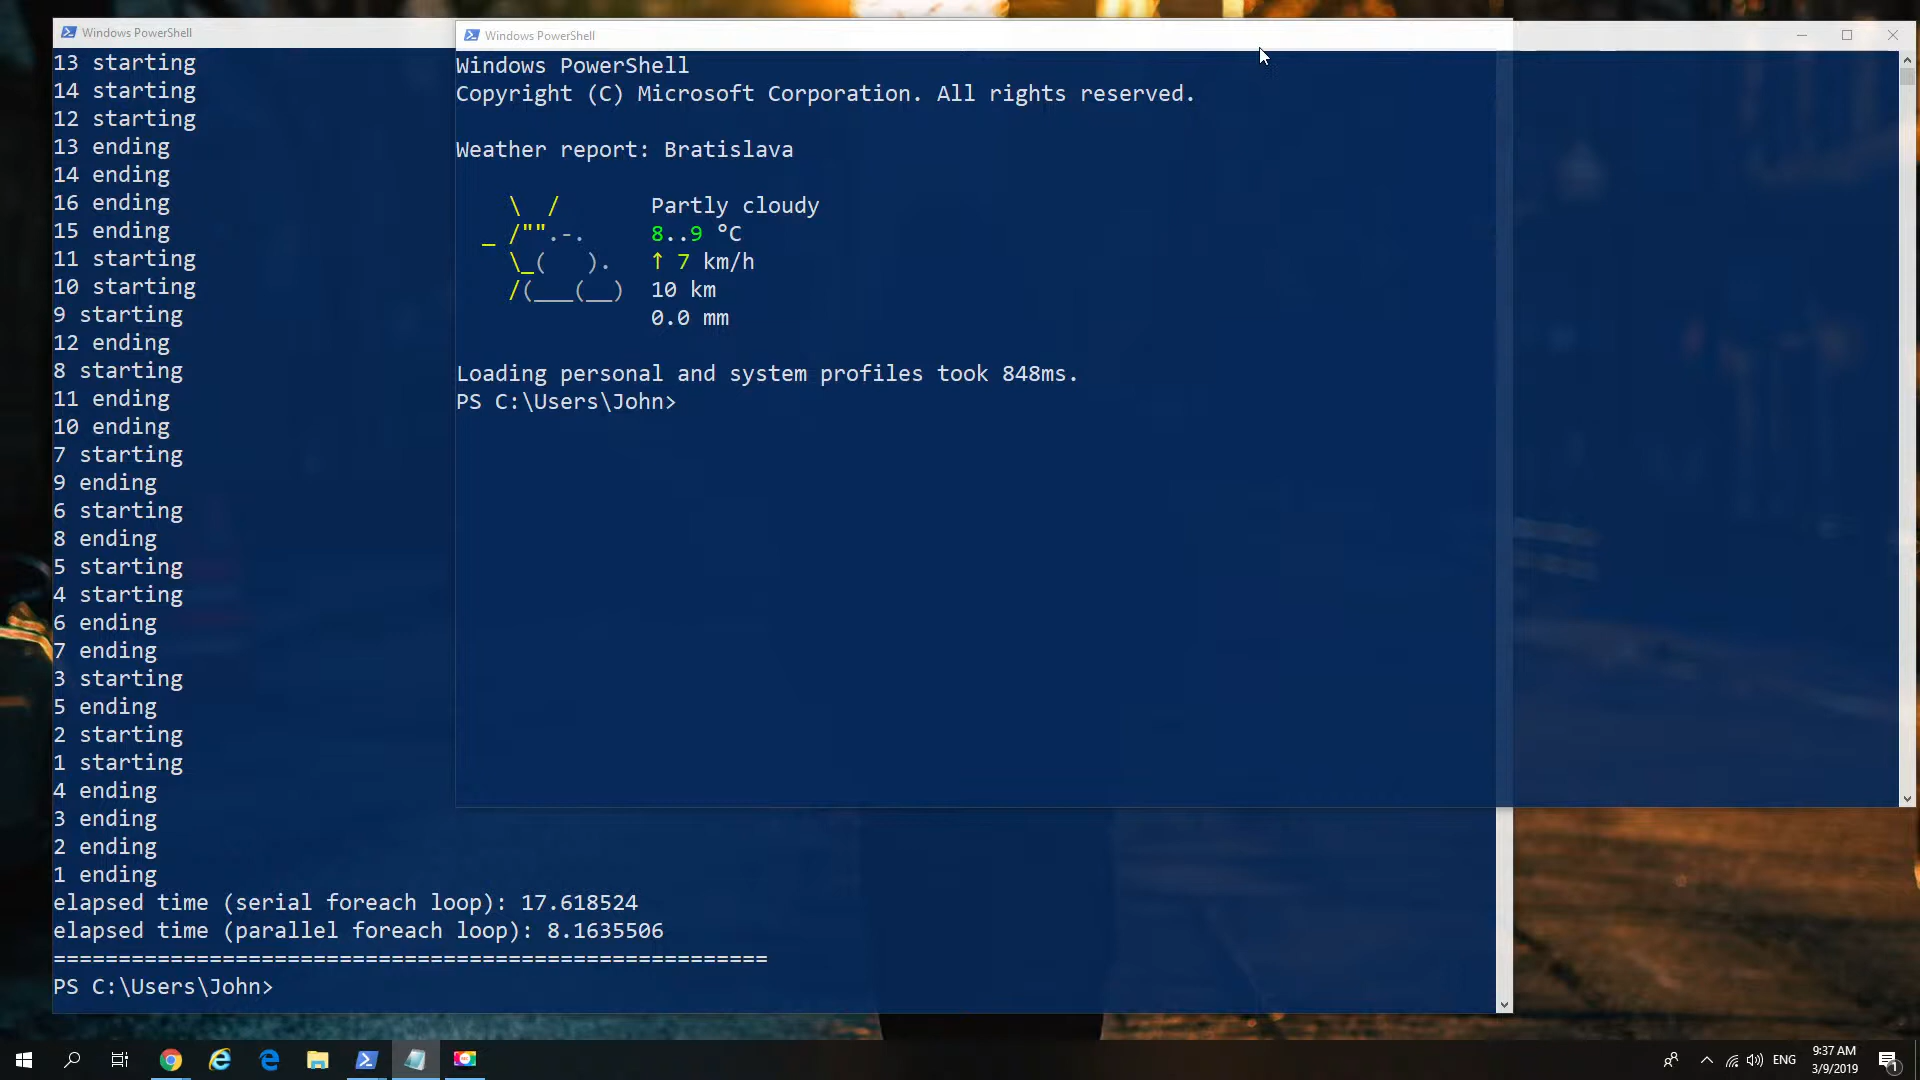 Windows PowerShell
13 starting
14 starting
12 starting
13 ending
14 ending
16 ending
15 ending
11 starting
10 starting
9 starting
12 ending
8 starting
11 ending
10 ending
7 starting
9 ending
6 starting
8 ending
5 starting
4 starting
6 ending
7 ending
3 starting
5 ending
2 starting
1 starting
4 ending
3 ending
2 ending
1 ending
elapsed time (serial foreach loop): 17.618524
elapsed time (parallel foreach loop): 8.1635506
=======================================================
PS C:\Users\John>
Windows PowerShell
Windows PowerShell
Copyright (C) Microsoft Corporation. All rights reserved.
Weather report: Bratislava
\  /       Partly cloudy
_ /"".-.     8..9 °C
\_(   ).   ↑ 7 km/h
/(___(__)  10 km
0.0 mm
Loading personal and system profiles took 848ms.
PS C:\Users\John>
ENG
9:37 AM
3/9/2019
1